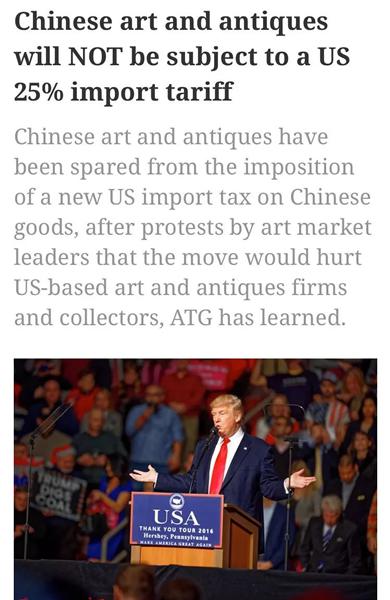 Chinese art and antiques
will NOT be subject to a US
25% import tariff
Chinese art and antiques have
been spared from the imposition
of a new US import tax on Chinese
goods, after protests by art market
leaders that the move would hurt
US-based art and antiques firms
and collectors, ATG has learned.
TRUMP
DIGS
COAL
USA
THANK YOU TOUR 2016
Hershey, Pennsylvania
MAKE AMERICA GREAT AGAIN!